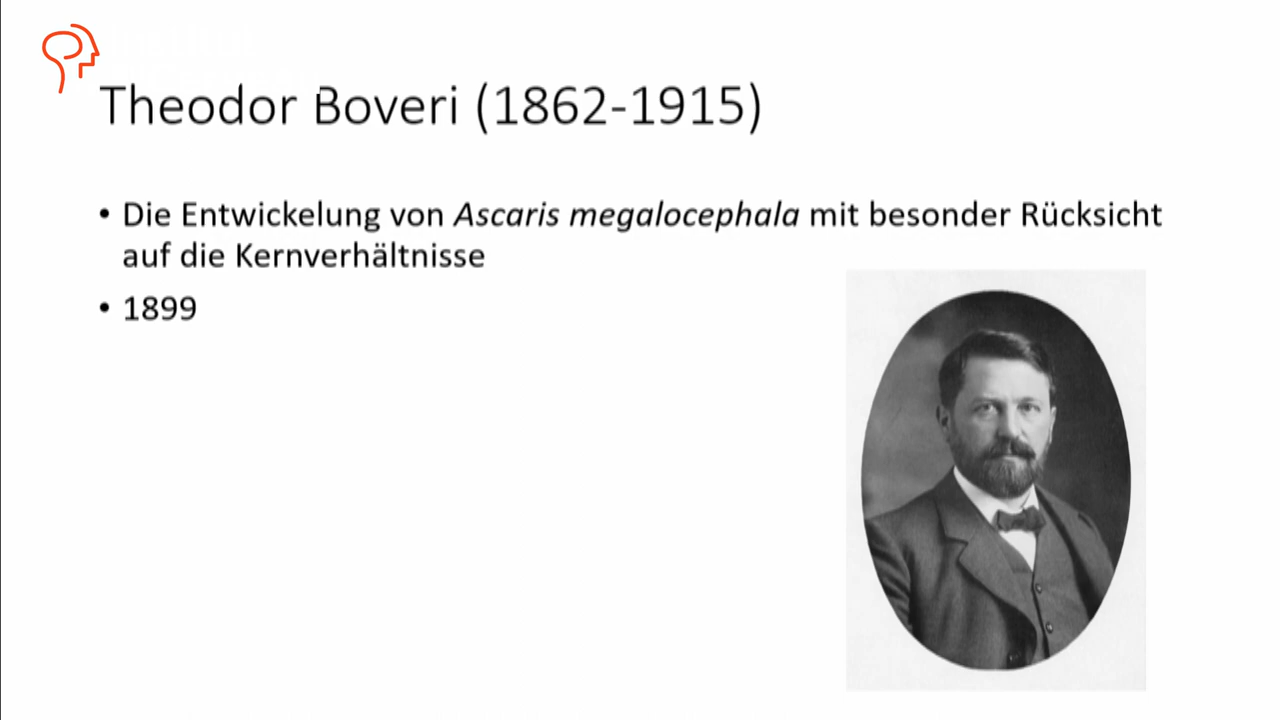 Theodor Boveri (1862-1915)
• Die Entwickelung von Ascaris megalocephala mit besonder Rücksicht
auf die Kernverhältnisse
• 1899